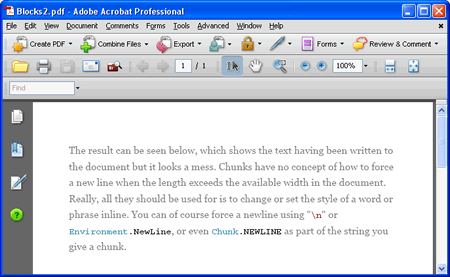 Blocks2.pdf - Adobe Acrobat Professional
File Edit View Document Comments Forms Tools Advanced Window Help
Create PDF Combine Files Export Forms Review & Comment
1 / 1 100%
Find
The result can be seen below, which shows the text having been written to
the document but it looks a mess. Chunks have no concept of how to force
a new line when the length exceeds the available width in the document.
Really, all they should be used for is to change or set the style of a word or
phrase inline. You can of course force a newline using "\n" or
Environment.NewLine, or even Chunk.NEWLINE as part of the string you
give a chunk.